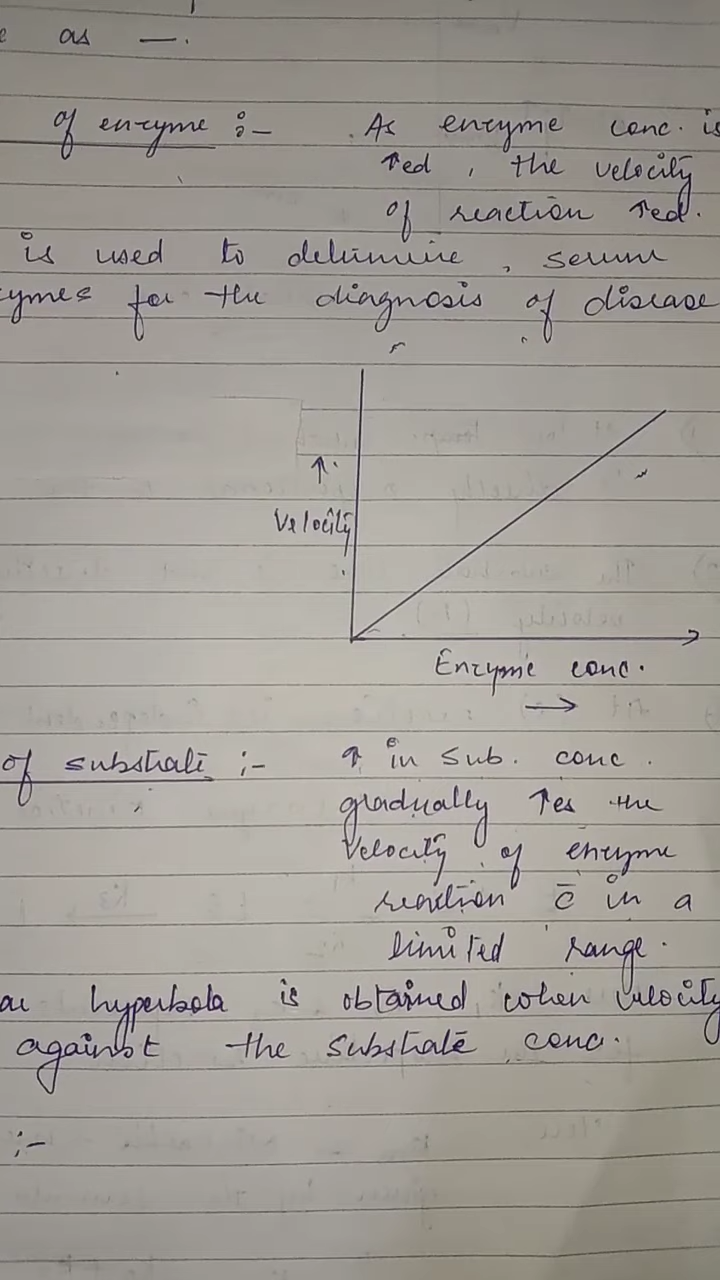 as —.
of enzyme :- As enzyme conc. is
↑ed, the velocity
of reaction ↑ed.
is used to determine, serum
zymes for the diagnosis of disease
↑
Velocity
Enzyme conc.
→
of substrate :- ↑ in sub. conc.
gradually ↑es the
velocity of enzyme
reaction c̄ in a
limited range.
hyperbola is obtained when velocity
against the substrate conc.
:-